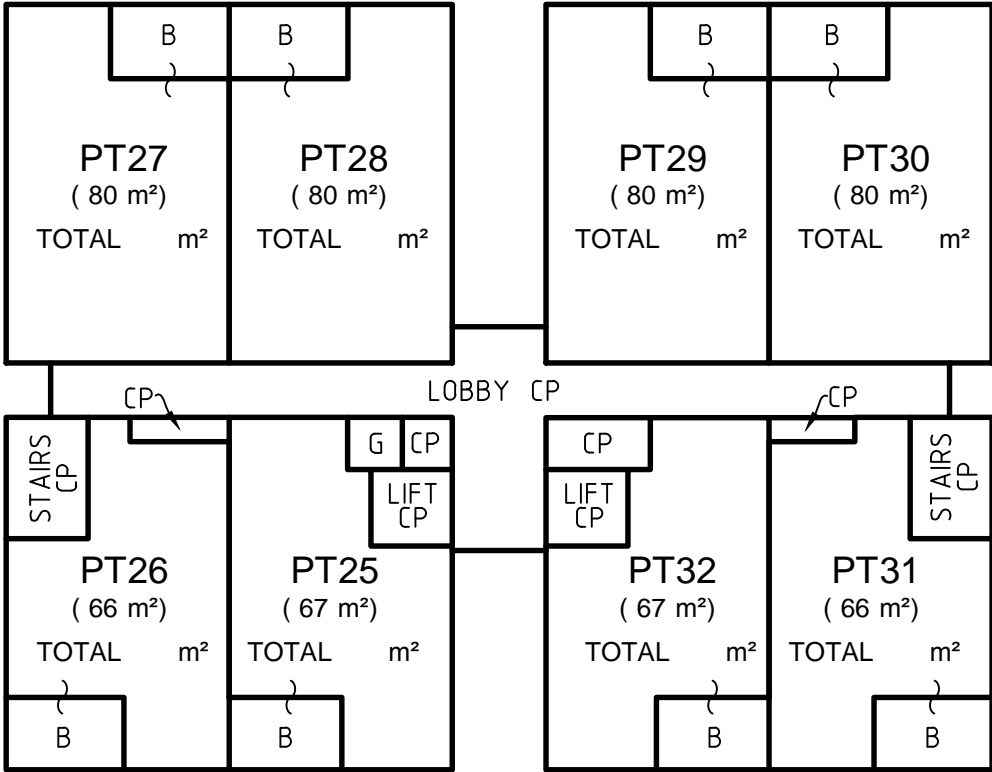 B B B B
PT27 PT28 PT29 PT30
( 80 m²) ( 80 m²) ( 80 m²) ( 80 m²)
TOTAL m² TOTAL m² TOTAL m² TOTAL m²
CP LOBBY CP CP
STAIRS CP G CP CP STAIRS CP
LIFT CP LIFT CP
PT26 PT25 PT32 PT31
( 66 m²) ( 67 m²) ( 67 m²) ( 66 m²)
TOTAL m² TOTAL m² TOTAL m² TOTAL m²
B B B B